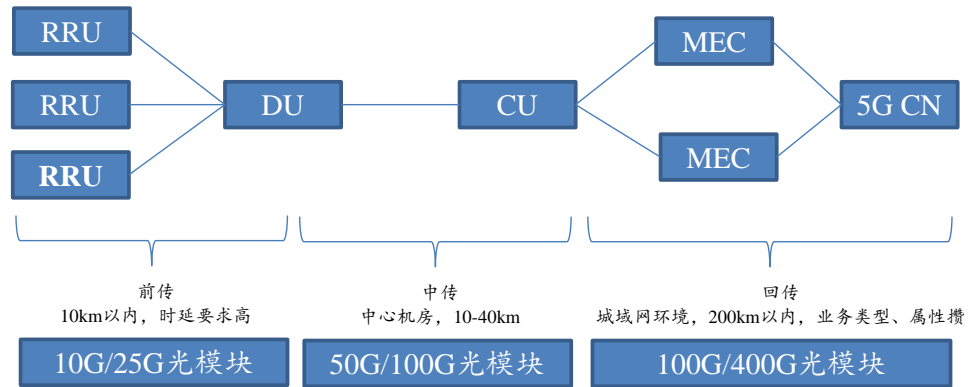 RRU
RRU
RRU
DU
CU
MEC
MEC
5G CN
前传
10km以内，时延要求高
中传
中心机房，10-40km
回传
城域网环境，200km以内，业务类型、属性攒
10G/25G光模块
50G/100G光模块
100G/400G光模块